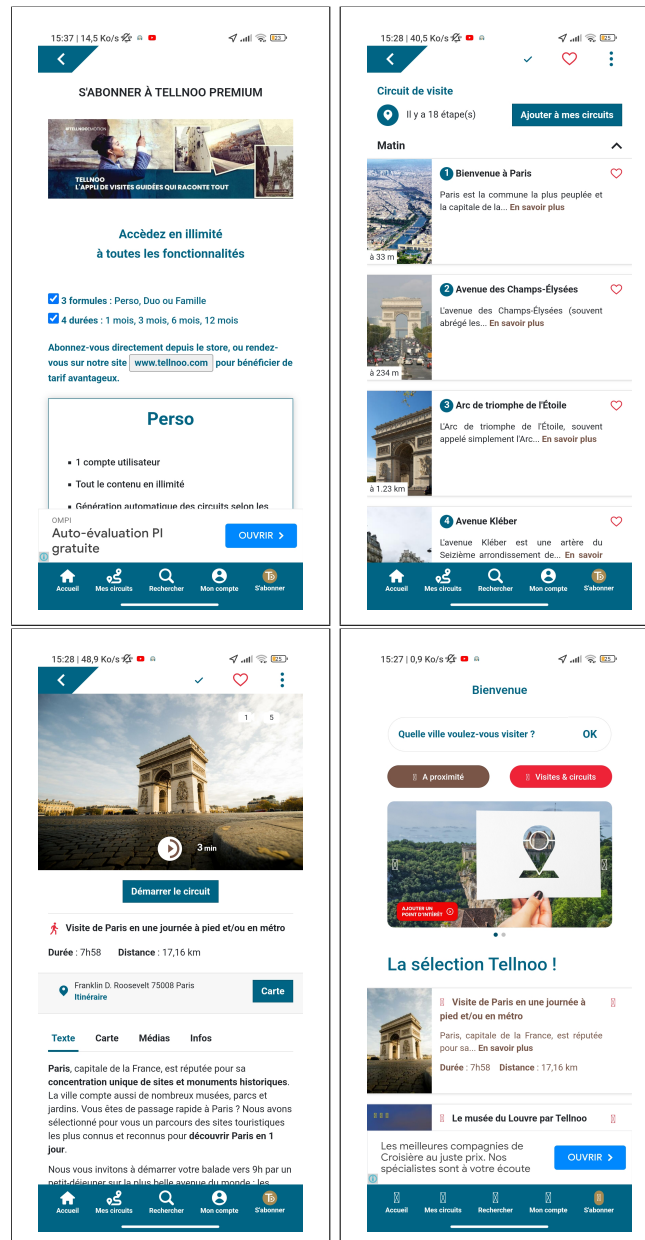 15:37 | 14,5 Ko/s
23
S'ABONNER À TELLNOO PREMIUM
#TELLNOOEMOTION
TELLNOO
L'APPLI DE VISITES GUIDÉES QUI RACONTE TOUT
Accèdez en illimité
à toutes les fonctionnalités
3 formules : Perso, Duo ou Famille
4 durées : 1 mois, 3 mois, 6 mois, 12 mois
Abonnez-vous directement depuis le store, ou rendez-
vous sur notre site www.tellnoo.com pour bénéficier de
tarif avantageux.
Perso
1 compte utilisateur
Tout le contenu en illimité
Génération automatique des circuits selon les
OMPI
Auto-évaluation PI
gratuite
OUVRIR
Accueil Mes circuits Rechercher Mon compte S'abonner
15:28 | 40,5 Ko/s
25
Circuit de visite
Il y a 18 étape(s)
Ajouter à mes circuits
Matin
1 Bienvenue à Paris
Paris est la commune la plus peuplée et
la capitale de la... En savoir plus
à 33 m
2 Avenue des Champs-Élysées
L'avenue des Champs-Élysées (souvent
abrégé les... En savoir plus
à 234 m
3 Arc de triomphe de l'Étoile
L'Arc de triomphe de l'Étoile, souvent
appelé simplement l'Arc... En savoir plus
à 1.23 km
4 Avenue Kléber
L'avenue Kléber est une artère du
Seizième arrondissement de... En savoir
Accueil Mes circuits Rechercher Mon compte S'abonner
15:28 | 48,9 Ko/s
25
1 5
3 min
Démarrer le circuit
Visite de Paris en une journée à pied et/ou en métro
Durée : 7h58 Distance : 17,16 km
Franklin D. Roosevelt 75008 Paris
Itinéraire
Carte
Texte Carte Médias Infos
Paris, capitale de la France, est réputée pour sa
concentration unique de sites et monuments historiques.
La ville compte aussi de nombreux musées, parcs et
jardins. Vous êtes de passage rapide à Paris ? Nous avons
sélectionné pour vous un parcours des sites touristiques
les plus connus et reconnus pour découvrir Paris en 1
jour.
Nous vous invitons à démarrer votre balade vers 9h par un
petit-déjeuner sur la plus belle avenue du monde : les
Accueil Mes circuits Rechercher Mon compte S'abonner
15:27 | 0,9 Ko/s
25
Bienvenue
Quelle ville voulez-vous visiter ? OK
A proximité
Visites & circuits
AJOUTER UN
POINT D'INTÉRÊT
La sélection Tellnoo !
Visite de Paris en une journée à
pied et/ou en métro
Paris, capitale de la France, est réputée
pour sa... En savoir plus
Durée : 7h58 Distance : 17,16 km
Le musée du Louvre par Tellnoo
Les meilleures compagnies de
Croisière au juste prix. Nos
spécialistes sont à votre écoute
OUVRIR
Accueil Mes circuits Rechercher Mon compte S'abonner